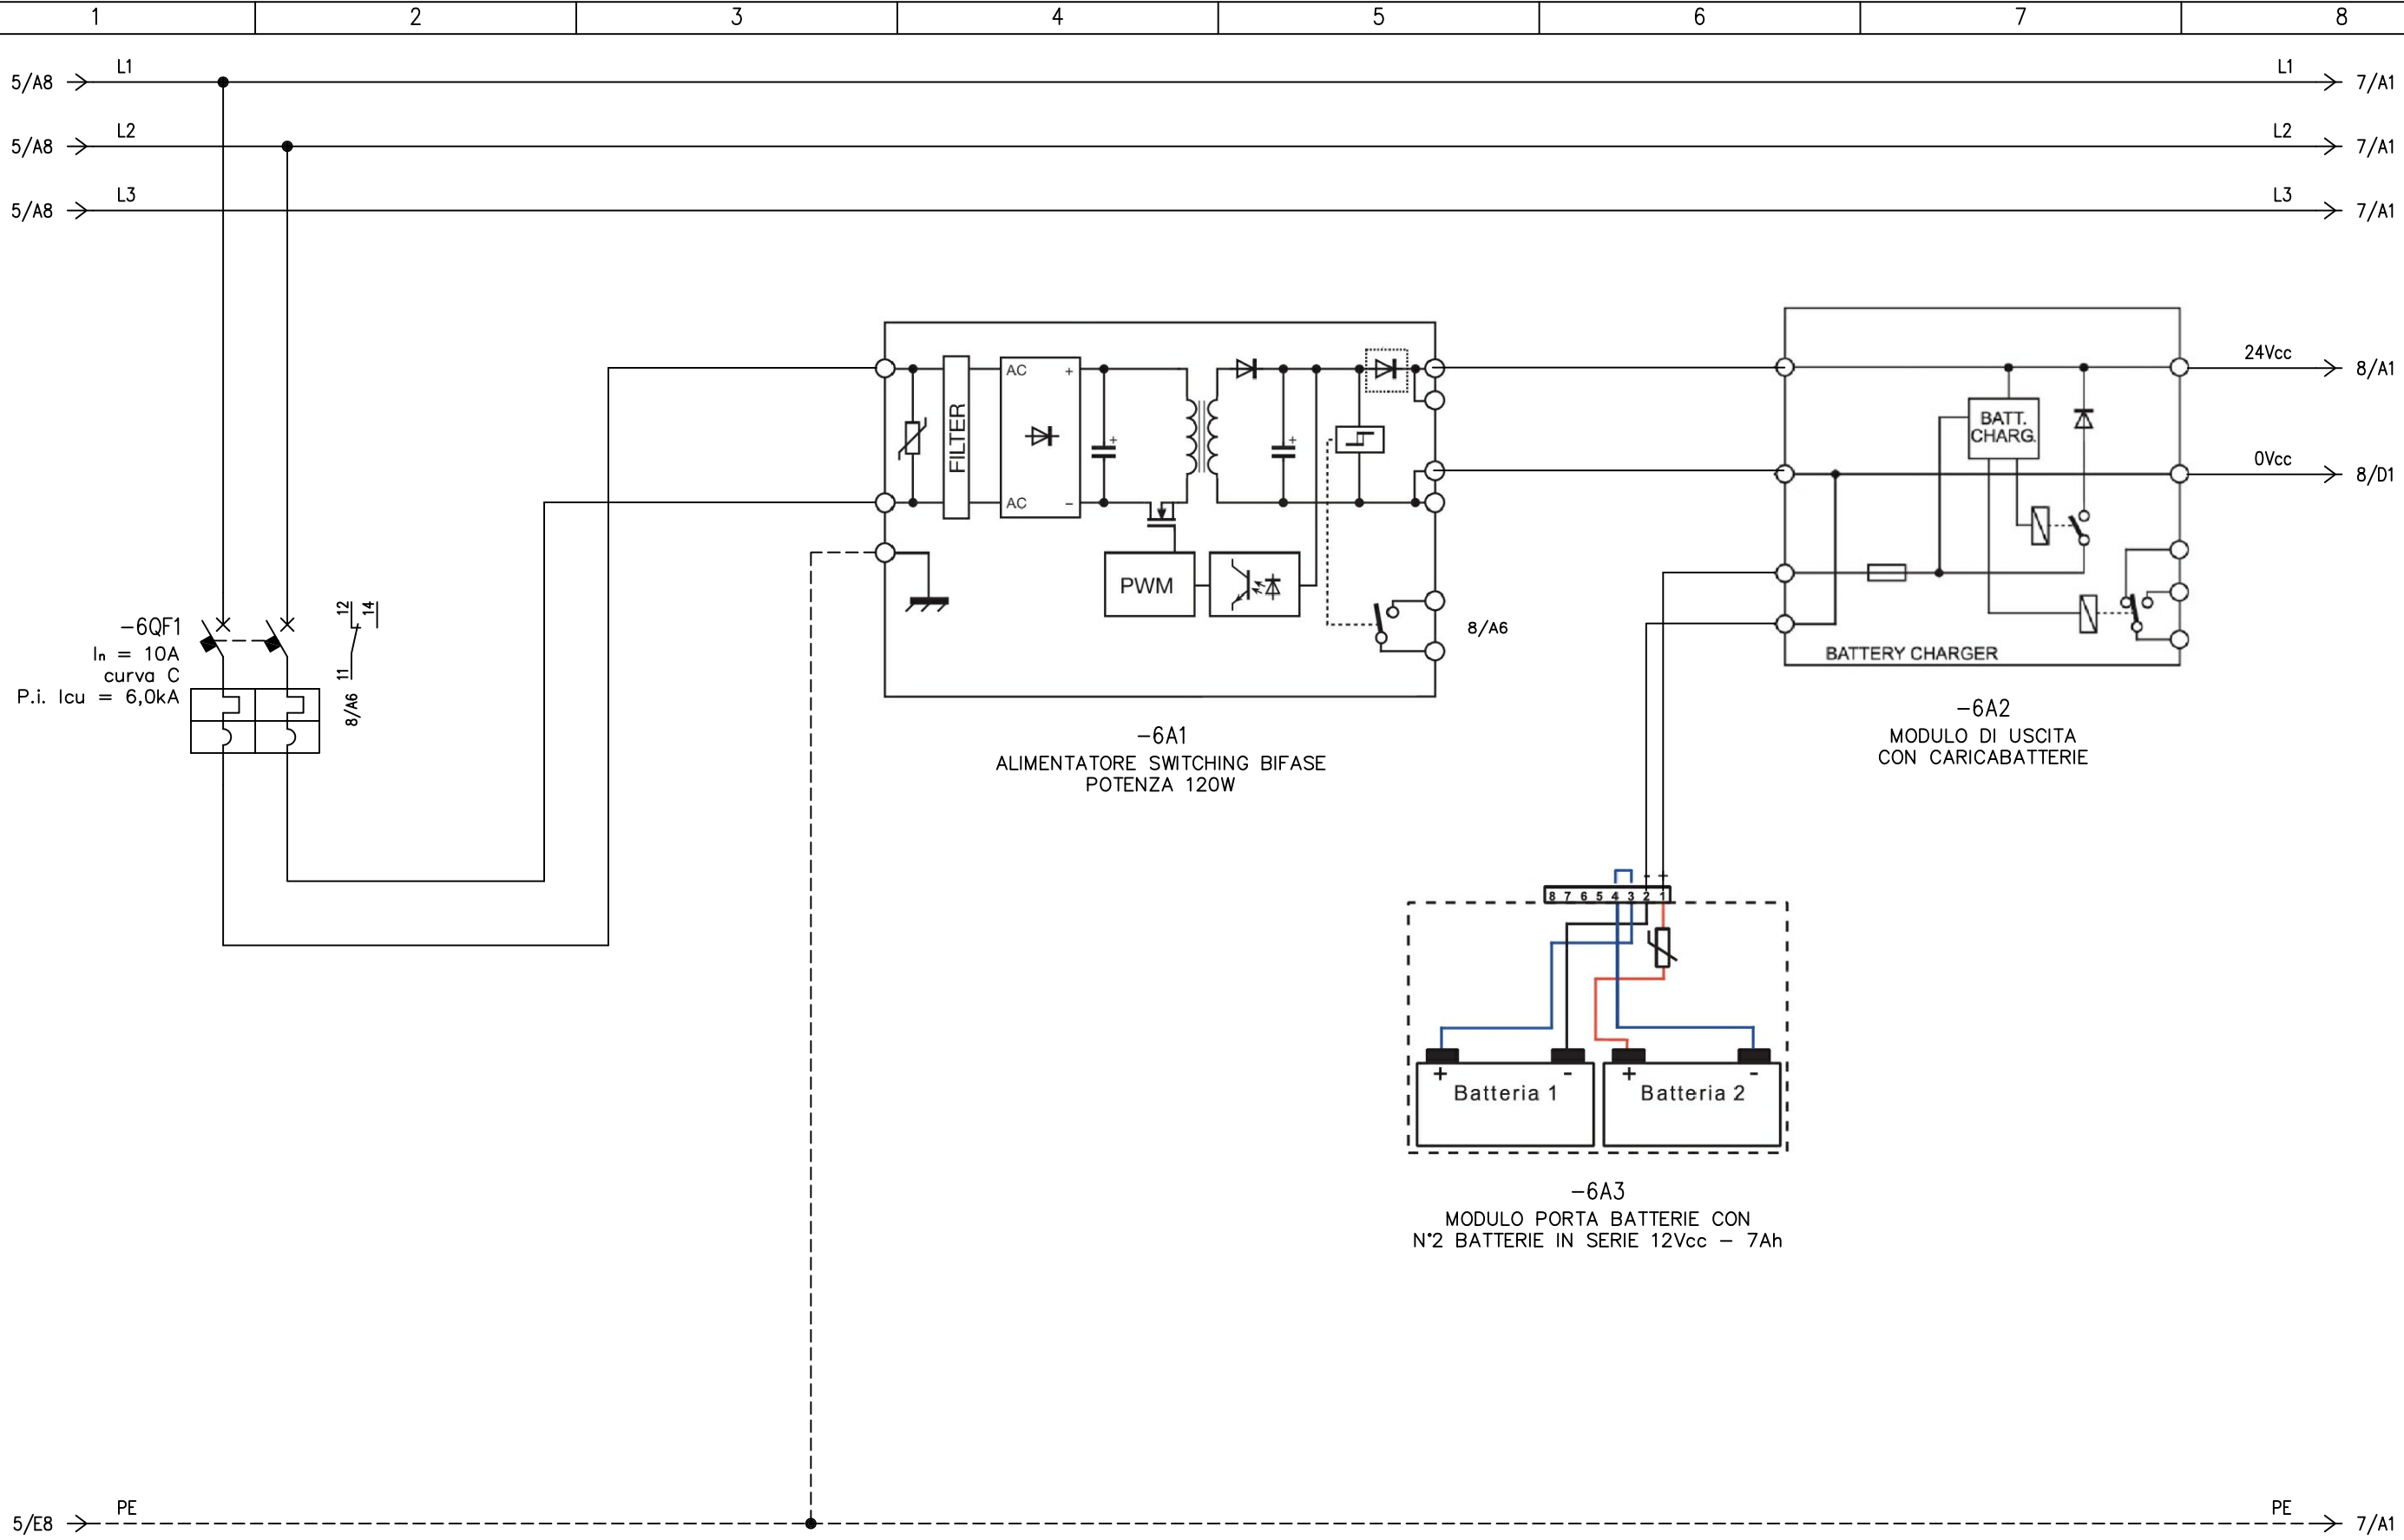 1 2 3 4 5 6 7 8
5/A8 L1 L1 7/A1
5/A8 L2 L2 7/A1
5/A8 L3 L3 7/A1
24Vcc 8/A1
0Vcc 8/D1
AC +
AC −
FILTER
+
+
PWM
8/A6
-6A1
ALIMENTATORE SWITCHING BIFASE
POTENZA 120W
BATT.
CHARG.
BATTERY CHARGER
-6A2
MODULO DI USCITA
CON CARICABATTERIE
-6QF1
In = 10A
curva C
P.i. Icu = 6,0kA
12 14
11
8/A6
- +
8 7 6 5 4 3 2 1
+ - + -
Batteria 1 Batteria 2
-6A3
MODULO PORTA BATTERIE CON
N°2 BATTERIE IN SERIE 12Vcc - 7Ah
5/E8 PE PE 7/A1